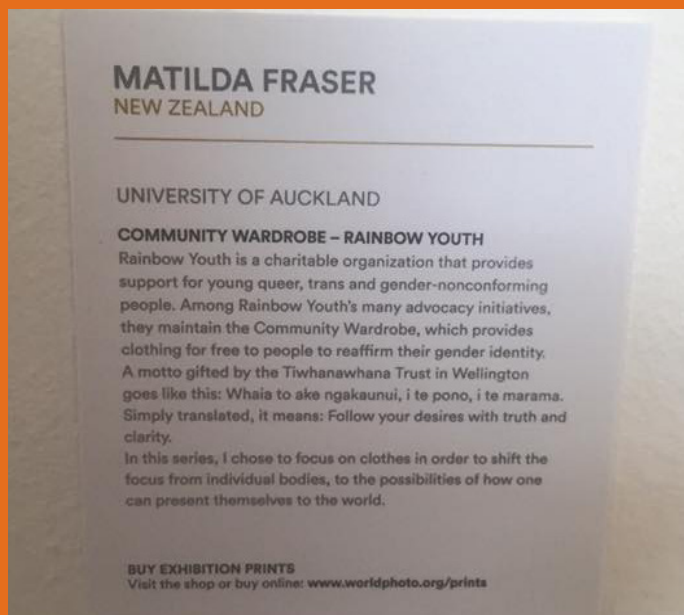 MATILDA FRASER
NEW ZEALAND
UNIVERSITY OF AUCKLAND
COMMUNITY WARDROBE – RAINBOW YOUTH
Rainbow Youth is a charitable organization that provides
support for young queer, trans and gender-nonconforming
people. Among Rainbow Youth's many advocacy initiatives,
they maintain the Community Wardrobe, which provides
clothing for free to people to reaffirm their gender identity.
A motto gifted by the Tiwhanawhana Trust in Wellington
goes like this: Whaia to ake ngakaunui, i te pono, i te marama.
Simply translated, it means: Follow your desires with truth and
clarity.
In this series, I chose to focus on clothes in order to shift the
focus from individual bodies, to the possibilities of how one
can present themselves to the world.
BUY EXHIBITION PRINTS
Visit the shop or buy online: www.worldphoto.org/prints